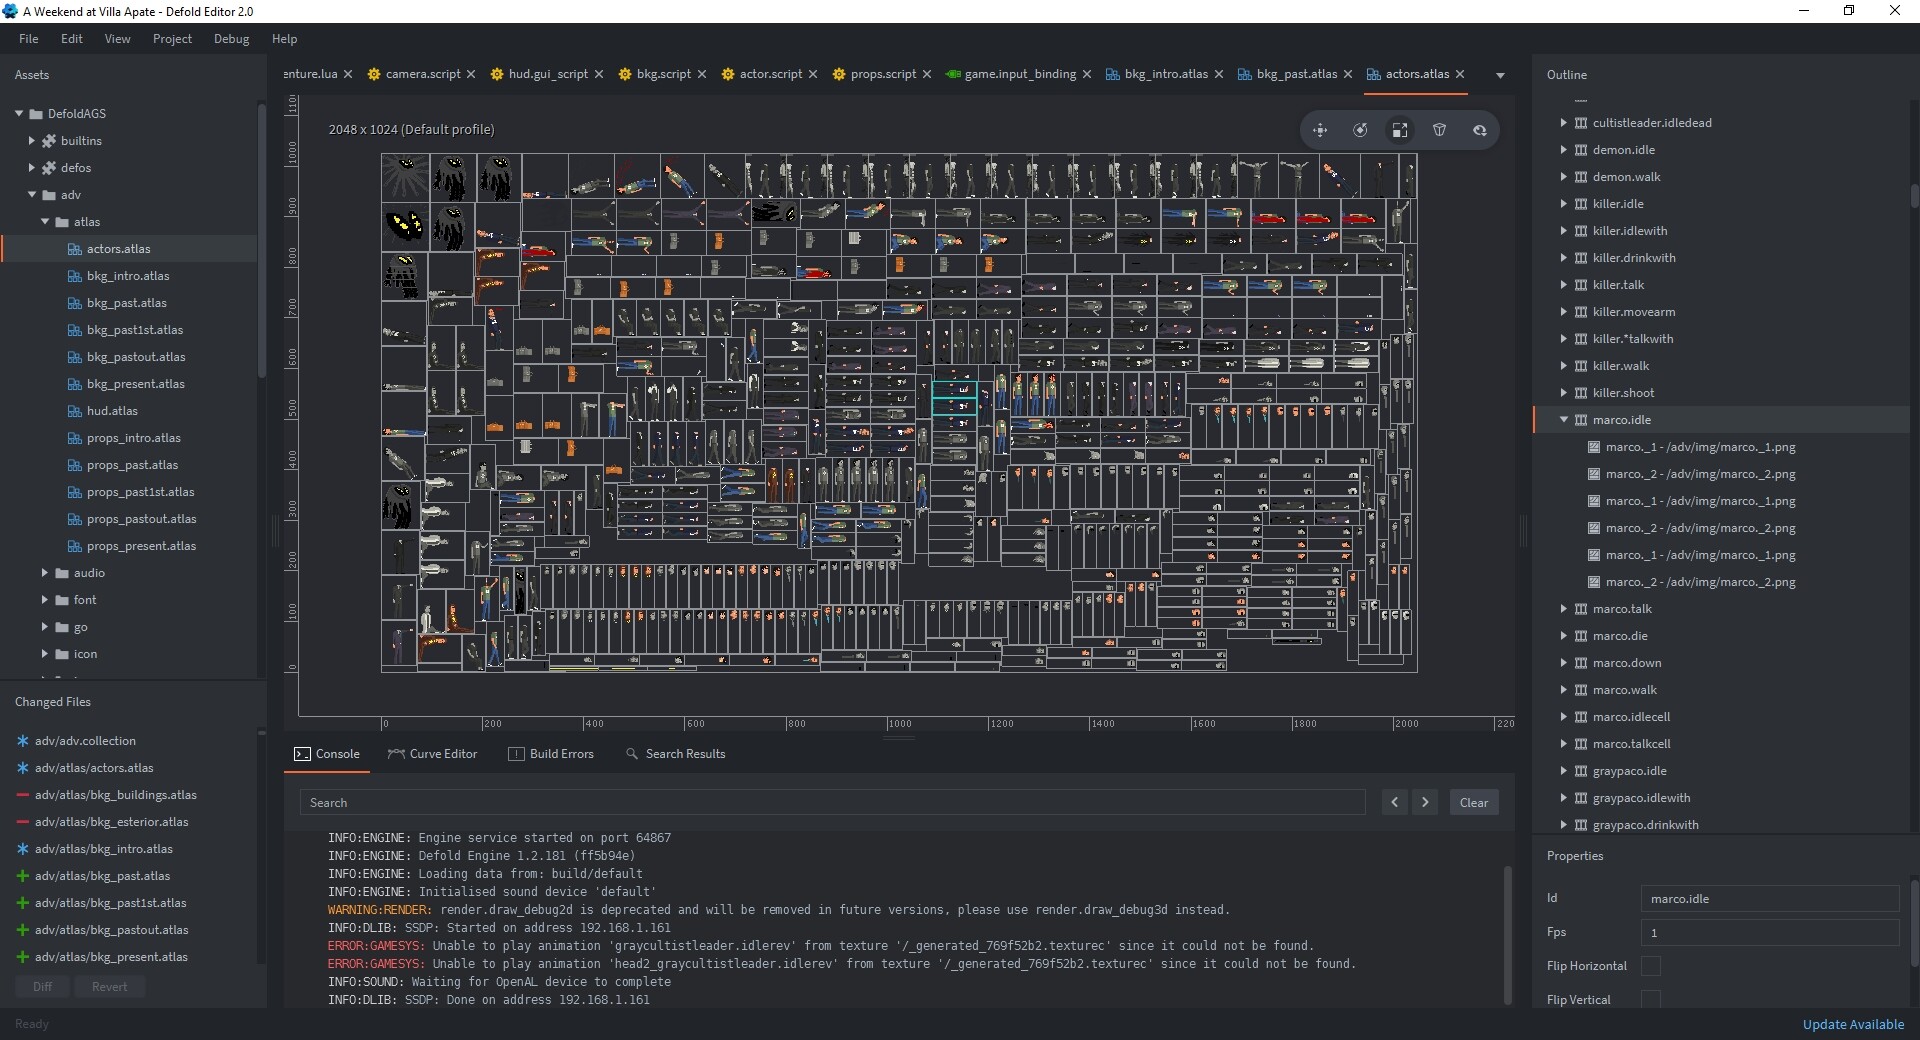 A Weekend at Villa Apate - Defold Editor 2.0
File Edit View Project Debug Help
Assets
DefoldAGS
builtins
defos
adv
atlas
actors.atlas
bkg_intro.atlas
bkg_past.atlas
bkg_past1st.atlas
bkg_pastout.atlas
bkg_present.atlas
hud.atlas
props_intro.atlas
props_past.atlas
props_past1st.atlas
props_pastout.atlas
props_present.atlas
audio
font
go
icon
Changed Files
adv/adv.collection
adv/atlas/actors.atlas
adv/atlas/bkg_buildings.atlas
adv/atlas/bkg_esterior.atlas
adv/atlas/bkg_intro.atlas
adv/atlas/bkg_past.atlas
adv/atlas/bkg_past1st.atlas
adv/atlas/bkg_pastout.atlas
adv/atlas/bkg_present.atlas
Diff Revert
Ready
enture.lua camera.script hud.gui_script bkg.script actor.script props.script game.input_binding bkg_intro.atlas bkg_past.atlas actors.atlas
2048 x 1024 (Default profile)
110
1000
900
800
700
600
500
400
300
200
100
0
0 200 400 600 800 1000 1200 1400 1600 1800 2000 220
Console Curve Editor Build Errors Search Results
Search Clear
INFO:ENGINE: Engine service started on port 64867
INFO:ENGINE: Defold Engine 1.2.181 (ff5b94e)
INFO:ENGINE: Loading data from: build/default
INFO:ENGINE: Initialised sound device 'default'
WARNING:RENDER: render.draw_debug2d is deprecated and will be removed in future versions, please use render.draw_debug3d instead.
INFO:DLIB: SSDP: Started on address 192.168.1.161
ERROR:GAMESYS: Unable to play animation 'graycultistleader.idlerev' from texture '/_generated_769f52b2.texturec' since it could not be found.
ERROR:GAMESYS: Unable to play animation 'head2_graycultistleader.idlerev' from texture '/_generated_769f52b2.texturec' since it could not be found.
INFO:SOUND: Waiting for OpenAL device to complete
INFO:DLIB: SSDP: Done on address 192.168.1.161
Outline
cultistleader.idledead
demon.idle
demon.walk
killer.idle
killer.idlewith
killer.drinkwith
killer.talk
killer.movearm
killer.*talkwith
killer.walk
killer.shoot
marco.idle
marco._1 - /adv/img/marco._1.png
marco._2 - /adv/img/marco._2.png
marco._1 - /adv/img/marco._1.png
marco._2 - /adv/img/marco._2.png
marco._1 - /adv/img/marco._1.png
marco._2 - /adv/img/marco._2.png
marco.talk
marco.die
marco.down
marco.walk
marco.idlecell
marco.talkcell
graypaco.idle
graypaco.idlewith
graypaco.drinkwith
Properties
Id marco.idle
Fps 1
Flip Horizontal
Flip Vertical
Update Available